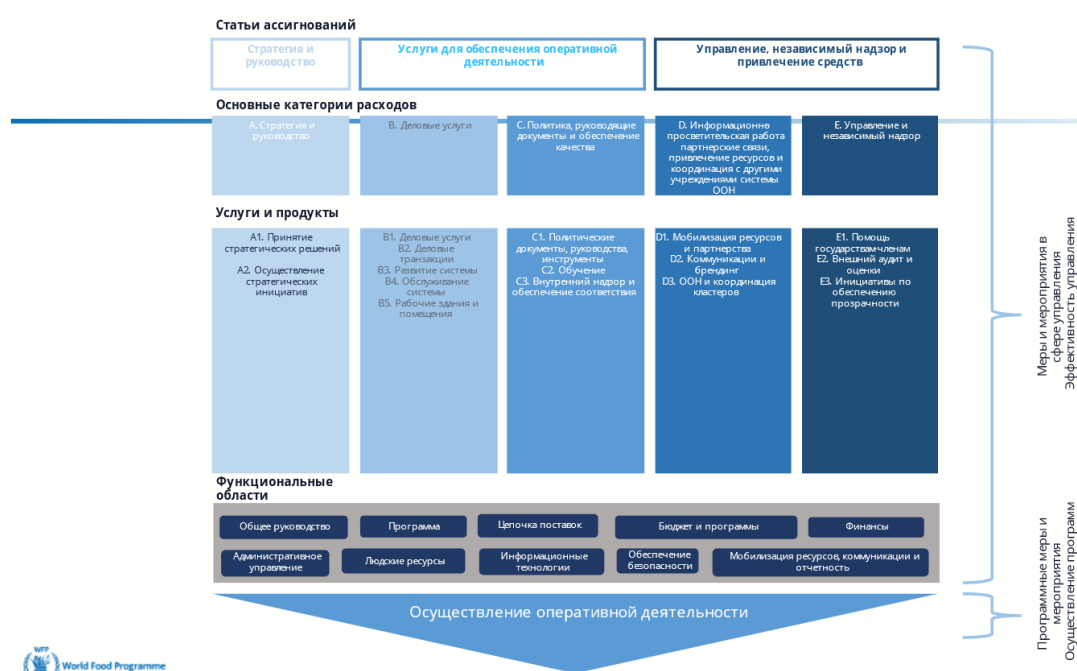 Статьи ассигнований
Стратегия и
руководство
Услуги для обеспечения оперативной
деятельности
Управление, независимый надзор и
привлечение средств
Основные категории расходов
A. Стратегия и
руководство
B. Деловые услуги
C. Политика, руководящие
документы и обеспечение
качества
D. Информационно
просветительская работа
партнерские связи,
привлечение ресурсов и
координация с другими
учреждениями системы
ООН
E. Управление и
независимый надзор
Услуги и продукты
A1. Принятие
стратегических решений
A2. Осуществление
стратегических
инициатив
B1. Деловые услуги
B2. Деловые
транзакции
B3. Развитие системы
B4. Обслуживание
системы
B5. Рабочие здания и
помещения
C1. Политические
документы, руководства,
инструменты
C2. Обучение
C3. Внутренний надзор и
обеспечение соответствия
D1. Мобилизация ресурсов
и партнерства
D2. Коммуникации и
брендинг
D3. ООН и координация
кластеров
E1. Помощь
государствамчленам
E2. Внешний аудит и
оценки
E3. Инициативы по
обеспечению
прозрачности
Функциональные
области
Общее руководство
Программа
Цепочка поставок
Бюджет и программы
Финансы
Административное
управление
Людские ресурсы
Информационные
технологии
Обеспечение
безопасности
Мобилизация ресурсов, коммуникации и
отчетность
Осуществление оперативной деятельности
Меры и мероприятия в
сфере управления
Эффективность управления
Программные меры и
мероприятия
Осуществление программ
WFP
World Food Programme